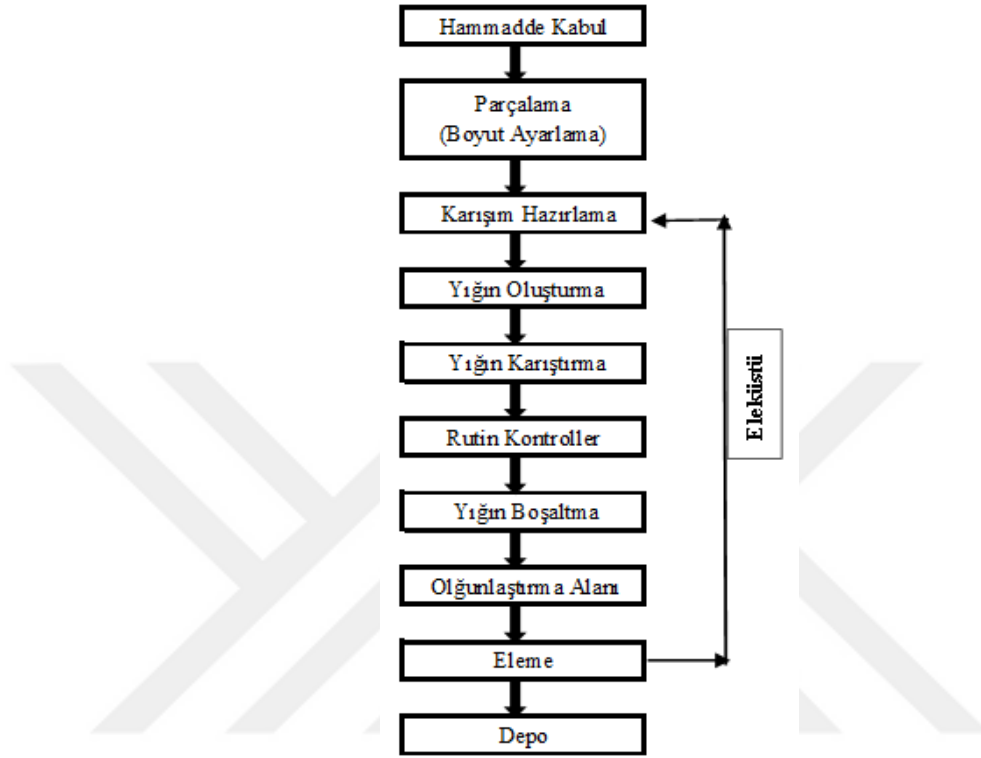 Hammadde Kabul
Parçalama
(Boyut Ayarlama)
Karışım Hazırlama
Yığın Oluşturma
Yığın Karıştırma
Rutin Kontroller
Yığın Boşaltma
Olğunlaştırma Alanı
Eleme
Depo
Eleküstü